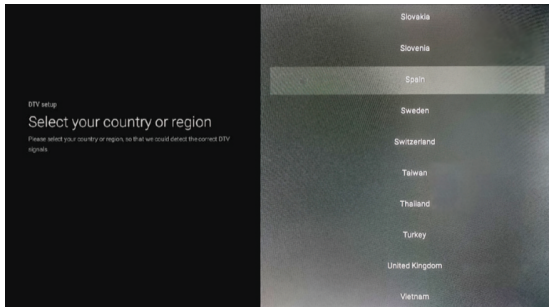 DTV setup
Select your country or region
Please select your country or region, so that we could detect the correct DTV
signals
Slovakia
Slovenia
Spain
Sweden
Switzerland
Taiwan
Thailand
Turkey
United Kingdom
Vietnam